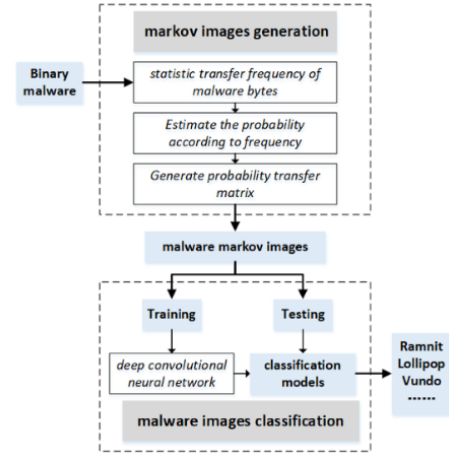 markov images generation
Binary
malware
statistic transfer frequency of
malware bytes
Estimate the probability
according to frequency
Generate probability transfer
matrix
malware markov images
Training
Testing
deep convolutional
neural network
classification
models
Ramnit
Lollipop
Vundo
······
malware images classification